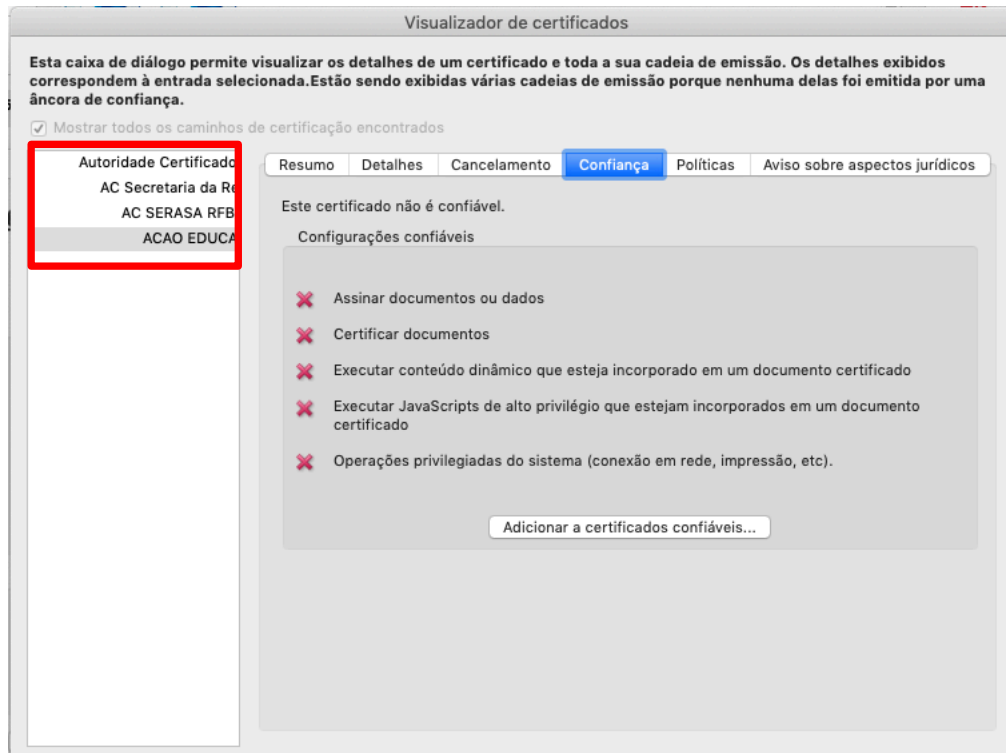 Visualizador de certificados
Esta caixa de diálogo permite visualizar os detalhes de um certificado e toda a sua cadeia de emissão. Os detalhes exibidos
correspondem à entrada selecionada.Estão sendo exibidas várias cadeias de emissão porque nenhuma delas foi emitida por uma
âncora de confiança.
Mostrar todos os caminhos de certificação encontrados
Autoridade Certificado
AC Secretaria da Re
AC SERASA RFB
ACAO EDUCA
Resumo Detalhes Cancelamento Confiança Políticas Aviso sobre aspectos jurídicos
Este certificado não é confiável.
Configurações confiáveis
Assinar documentos ou dados
Certificar documentos
Executar conteúdo dinâmico que esteja incorporado em um documento certificado
Executar JavaScripts de alto privilégio que estejam incorporados em um documento
certificado
Operações privilegiadas do sistema (conexão em rede, impressão, etc).
Adicionar a certificados confiáveis...